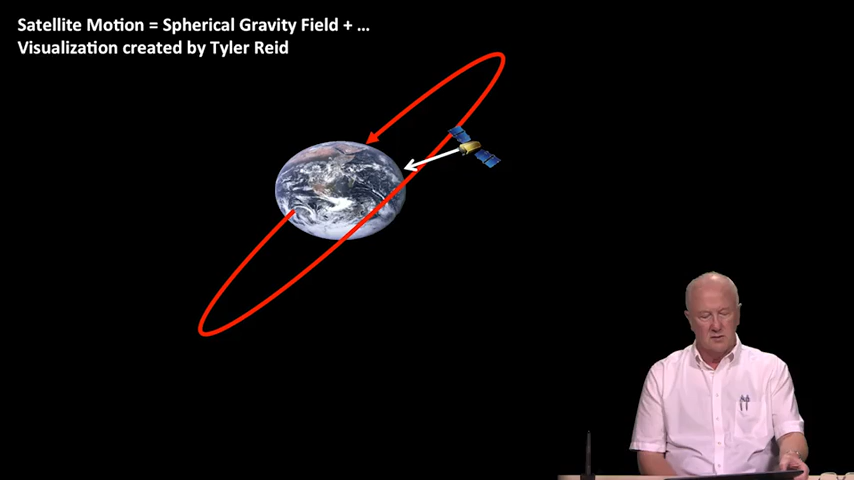 Satellite Motion = Spherical Gravity Field + ...
Visualization created by Tyler Reid